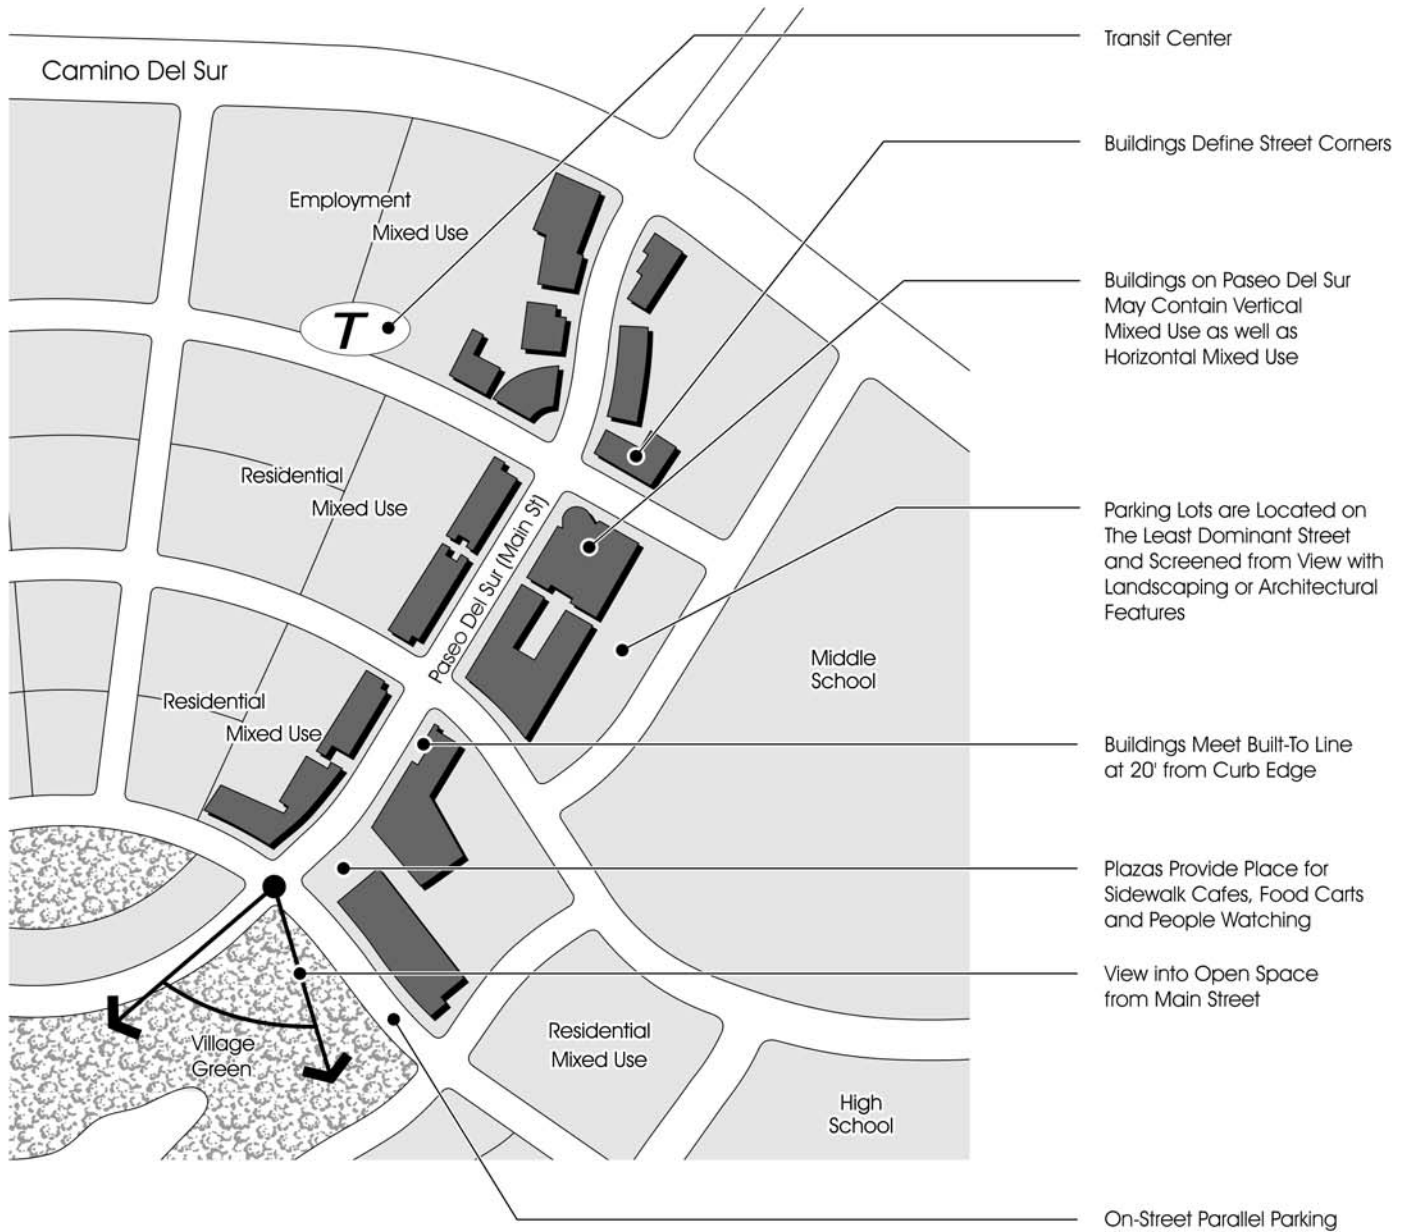 Camino Del Sur
Transit Center
Buildings Define Street Corners
Employment
Mixed Use
Buildings on Paseo Del Sur
May Contain Vertical
Mixed Use as well as
Horizontal Mixed Use
T
Residential
Mixed Use
Paseo Del Sur (Main St)
Parking Lots are Located on
The Least Dominant Street
and Screened from View with
Landscaping or Architectural
Features
Middle
School
Residential
Mixed Use
Buildings Meet Built-To Line
at 20' from Curb Edge
Plazas Provide Place for
Sidewalk Cafes, Food Carts
and People Watching
View into Open Space
from Main Street
Village
Green
Residential
Mixed Use
High
School
On-Street Parallel Parking